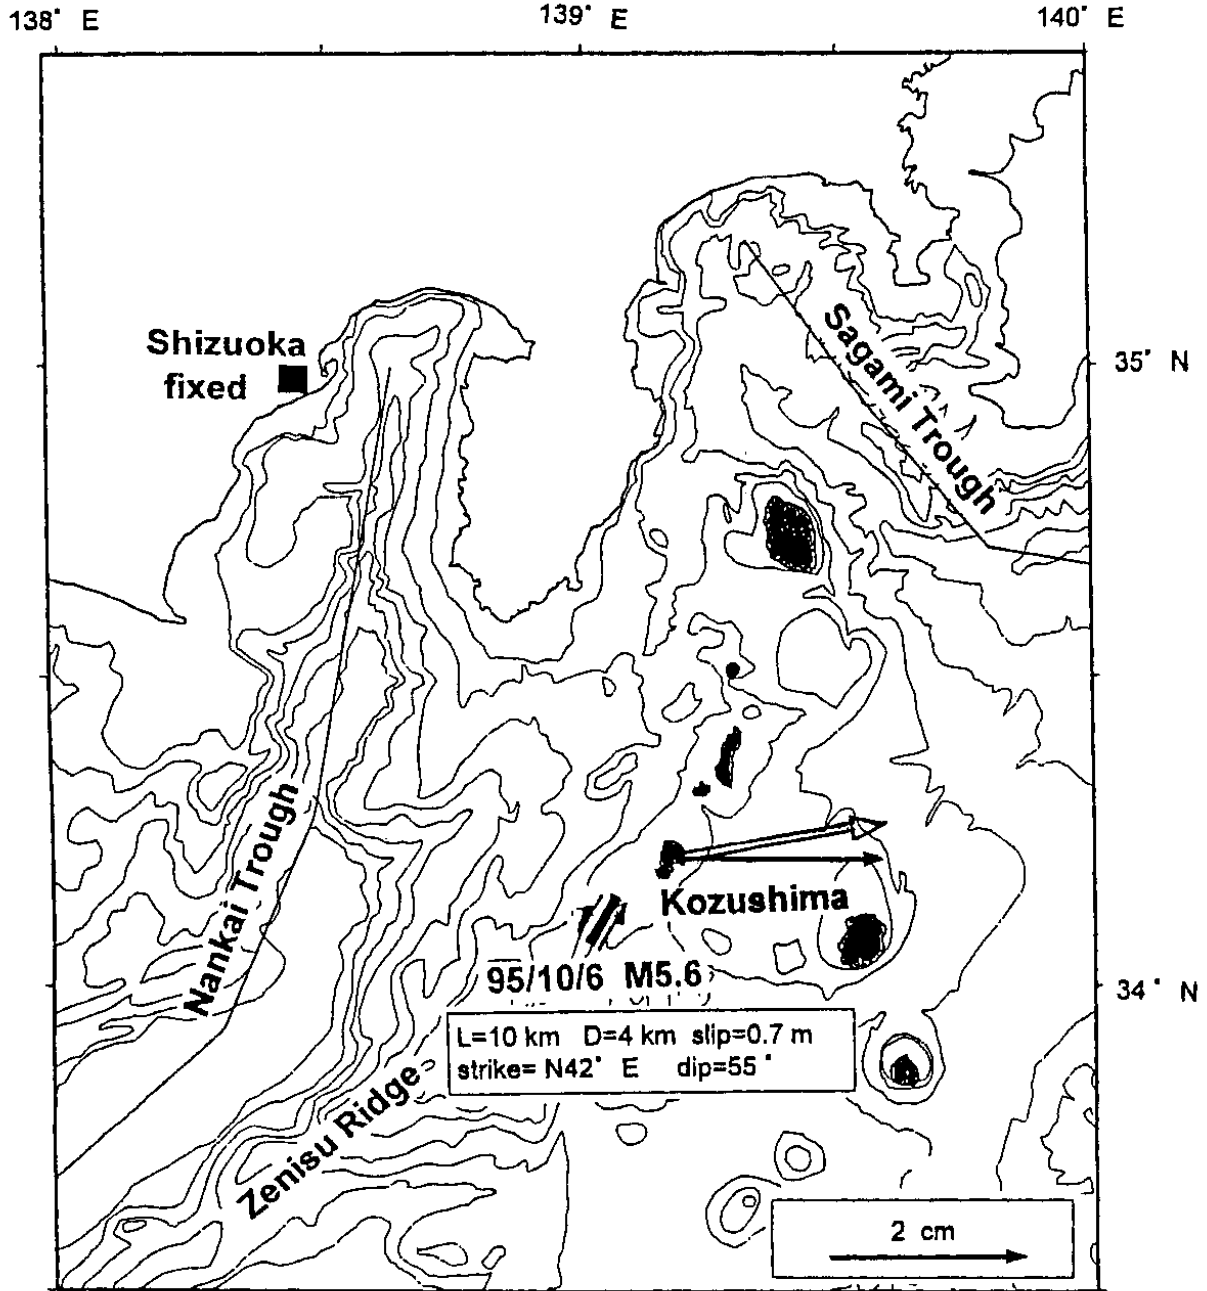 138° E
139° E
140° E
Shizuoka
fixed
Sagami Trough
35° N
Nankai Trough
Kozushima
95/10/6 M5.6
34° N
L=10 km D=4 km slip=0.7 m
strike= N42° E dip=55°
Zenisu Ridge
2 cm